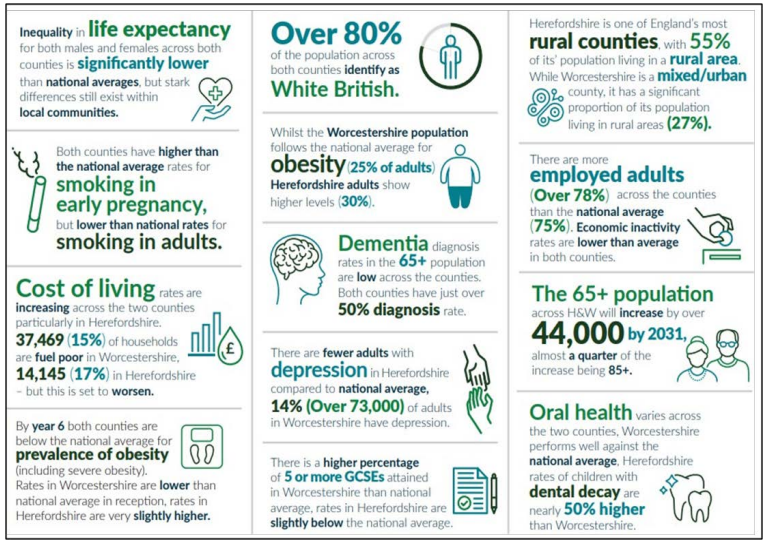 Inequality in life expectancy
for both males and females across both
counties is significantly lower
than national averages, but stark
differences still exist within
local communities.
Both counties have higher than
the national average rates for
smoking in
early pregnancy,
but lower than national rates for
smoking in adults.
Cost of living rates are
increasing across the two counties
particularly in Herefordshire.
37,469 (15%) of households
are fuel poor in Worcestershire,
14,145 (17%) in Herefordshire
– but this is set to worsen.
£
By year 6 both counties are
below the national average for
prevalence of obesity
(including severe obesity).
Rates in Worcestershire are lower than
national average in reception, rates in
Herefordshire are very slightly higher.
Over 80%
of the population across
both counties identify as
White British.
Whilst the Worcestershire population
follows the national average for
obesity (25% of adults)
Herefordshire adults show
higher levels (30%).
Dementia diagnosis
rates in the 65+ population
are low across the counties.
Both counties have just over
50% diagnosis rate.
There are fewer adults with
depression in Herefordshire
compared to national average,
14% (Over 73,000) of adults
in Worcestershire have depression.
There is a higher percentage
of 5 or more GCSEs attained
in Worcestershire than national
average, rates in Herefordshire are
slightly below the national average.
Herefordshire is one of England's most
rural counties, with 55%
of its' population living in a rural area.
While Worcestershire is a mixed/urban
county, it has a significant
proportion of its population
living in rural areas (27%).
There are more
employed adults
(Over 78%) across the counties
than the national average
(75%). Economic inactivity
rates are lower than average
in both counties.
The 65+ population
across H&W will increase by over
44,000 by 2031,
almost a quarter of the
increase being 85+.
Oral health varies across
the two counties, Worcestershire
performs well against the
national average, Herefordshire
rates of children with
dental decay are
nearly 50% higher
than Worcestershire.